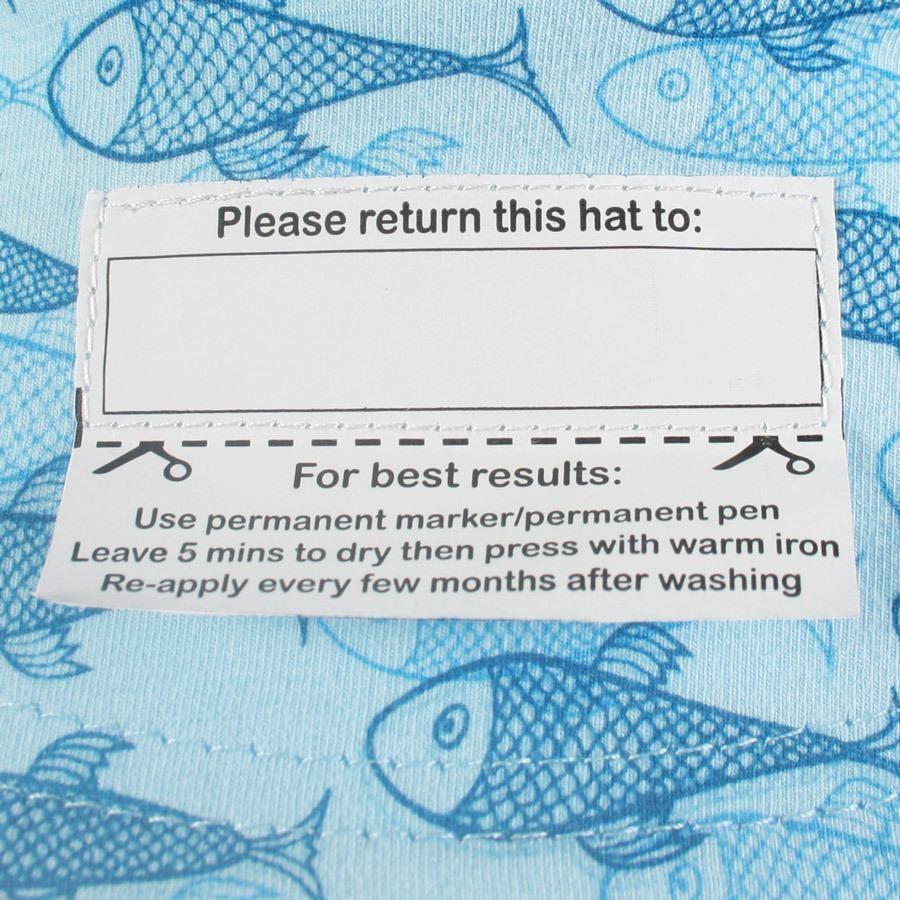 Please return this hat to:
For best results:
Use permanent marker/permanent pen
Leave 5 mins to dry then press with warm iron
Re-apply every few months after washing